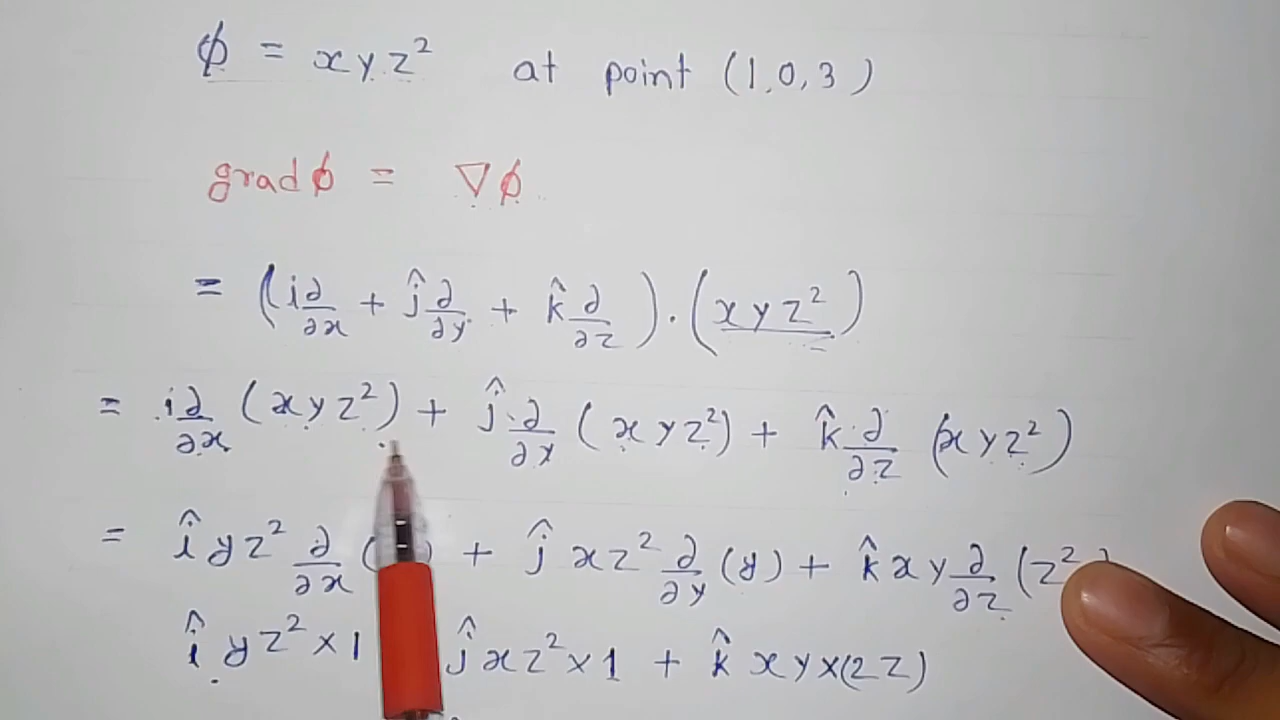 ϕ = xyz² at point (1,0,3)
grad ϕ = ∇ϕ
= (i ∂/∂x + ĵ ∂/∂y + k̂ ∂/∂z) · (xyz²)
= i ∂/∂x (xyz²) + ĵ ∂/∂y (xyz²) + k̂ ∂/∂z (xyz²)
= î yz² ∂/∂x ( ) + ĵ xz² ∂/∂y (y) + k̂ xy ∂/∂z (z²)
î yz² × 1 ĵ xz² × 1 + k̂ xy × (2z)